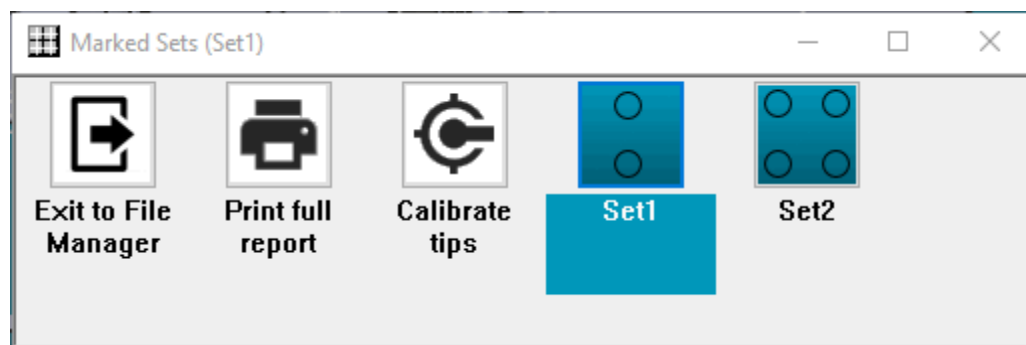 Marked Sets (Set1)
Exit to File
Manager
Print full
report
Calibrate
tips
Set1
Set2